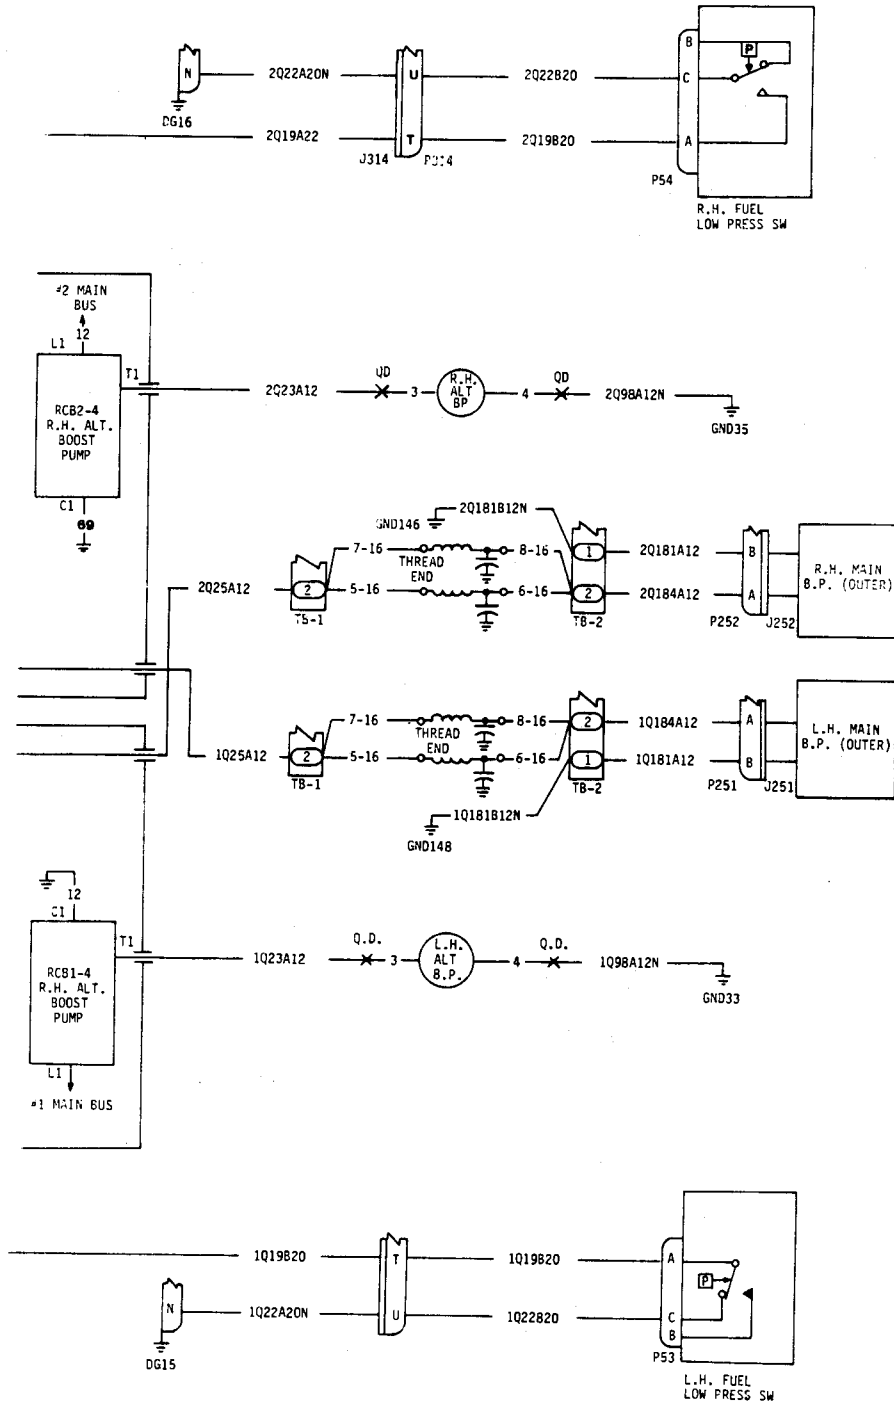 B
P
N
2Q22A20N
U
2Q22B20
C
DG16
2Q19A22
T
2Q19B20
A
J314
P54
R.H. FUEL
LOW PRESS SW
#2 MAIN
BUS
12
L1
T1
QD
QD
2Q23A12
3
R.H.
ALT
BP
4
2Q98A12N
RCB2-4
R.H. ALT.
BOOST
PUMP
GND35
C1
69
2Q181B12N
GND146
7-16
8-16
1
2Q181A12
B
THREAD
END
R.H. MAIN
B.P. (OUTER)
2Q25A12
2
5-16
6-16
2
2Q184A12
A
TB-1
TB-2
P252
J252
7-16
8-16
2
1Q184A12
A
THREAD
END
L.H. MAIN
B.P. (OUTER)
1Q25A12
2
5-16
6-16
1
1Q181A12
B
TB-1
TB-2
P251
J251
1Q181B12N
GND148
12
C1
T1
Q.D.
Q.D.
1Q23A12
3
L.H.
ALT
B.P.
4
1Q98A12N
RCB1-4
R.H. ALT.
BOOST
PUMP
GND33
L1
#1 MAIN BUS
1Q19B20
T
1Q19B20
A
P
N
1Q22A20N
U
1Q22B20
C
B
DG15
P53
L.H. FUEL
LOW PRESS SW